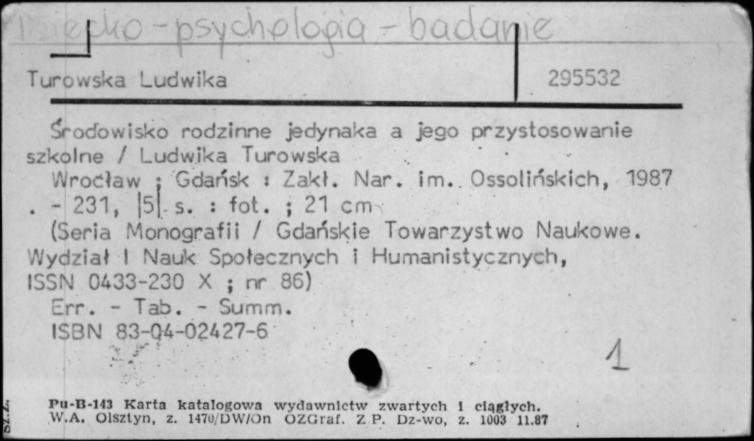 Dziecko - psychologia - badanie
Turowska Ludwika 295532
Środowisko rodzinne jedynaka a jego przystosowanie
szkolne / Ludwika Turowska
Wrocław ; Gdańsk : Zakł. Nar. im. Ossolińskich, 1987
. - 231, |5| s. : fot. ; 21 cm
(Seria Monografii / Gdańskie Towarzystwo Naukowe.
Wydział I Nauk Społecznych i Humanistycznych,
ISSN 0433-230 X ; nr 86)
Err. - Tab. - Summ.
ISBN 83-04-02427-6
1
Pu-B-143 Karta katalogowa wydawnictw zwartych i ciągłych.
W.A. Olsztyn, z. 1470/DW/On OZGraf. Z P. Dz-wo, z. 1003 11.87